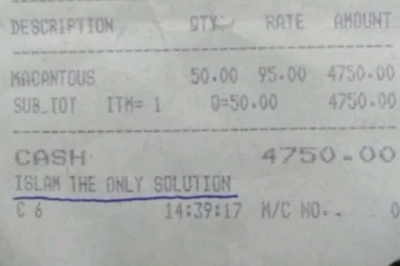 DESCRIPTION QTY RATE AMOUNT
MACANTOUS 50.00 95.00 4750.00
SUB_TOT ITM= 1 Q=50.00 4750.00
CASH 4750.00
ISLAM THE ONLY SOLUTION
C 6 14:39:17 M/C NO.. 0